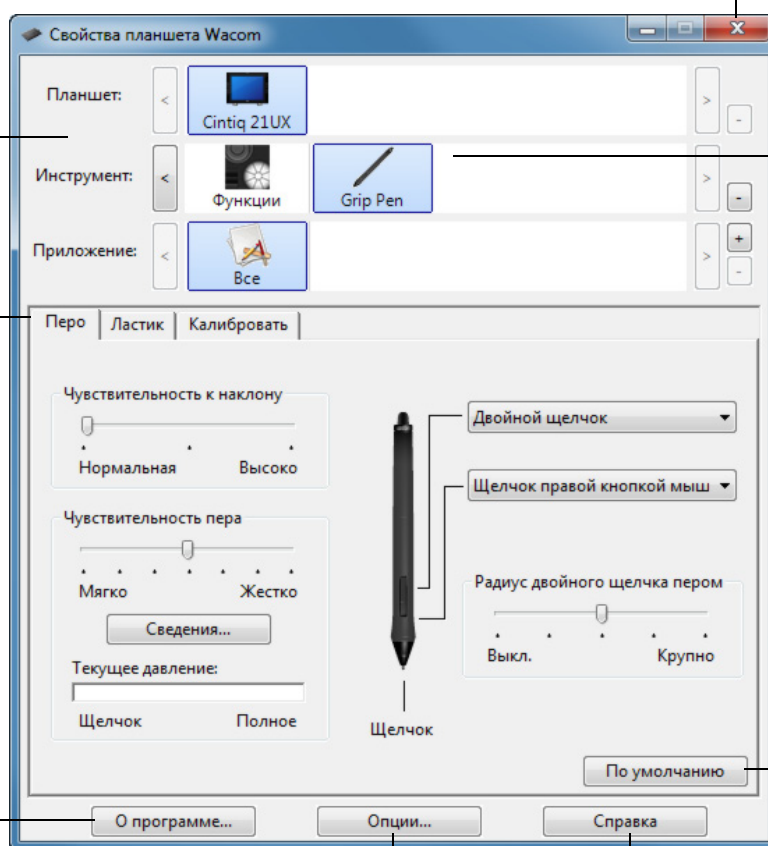 Свойства планшета Wacom
Планшет:
Cintiq 21UX
Инструмент:
Функции
Grip Pen
Приложение:
Все
Перо
Ластик
Калибровать
Чувствительность к наклону
Нормальная
Высоко
Двойной щелчок
Щелчок правой кнопкой мыш
Чувствительность пера
Мягко
Жестко
Сведения...
Текущее давление:
Щелчок
Полное
Радиус двойного щелчка пером
Выкл.
Крупно
Щелчок
По умолчанию
О программе...
Опции...
Справка